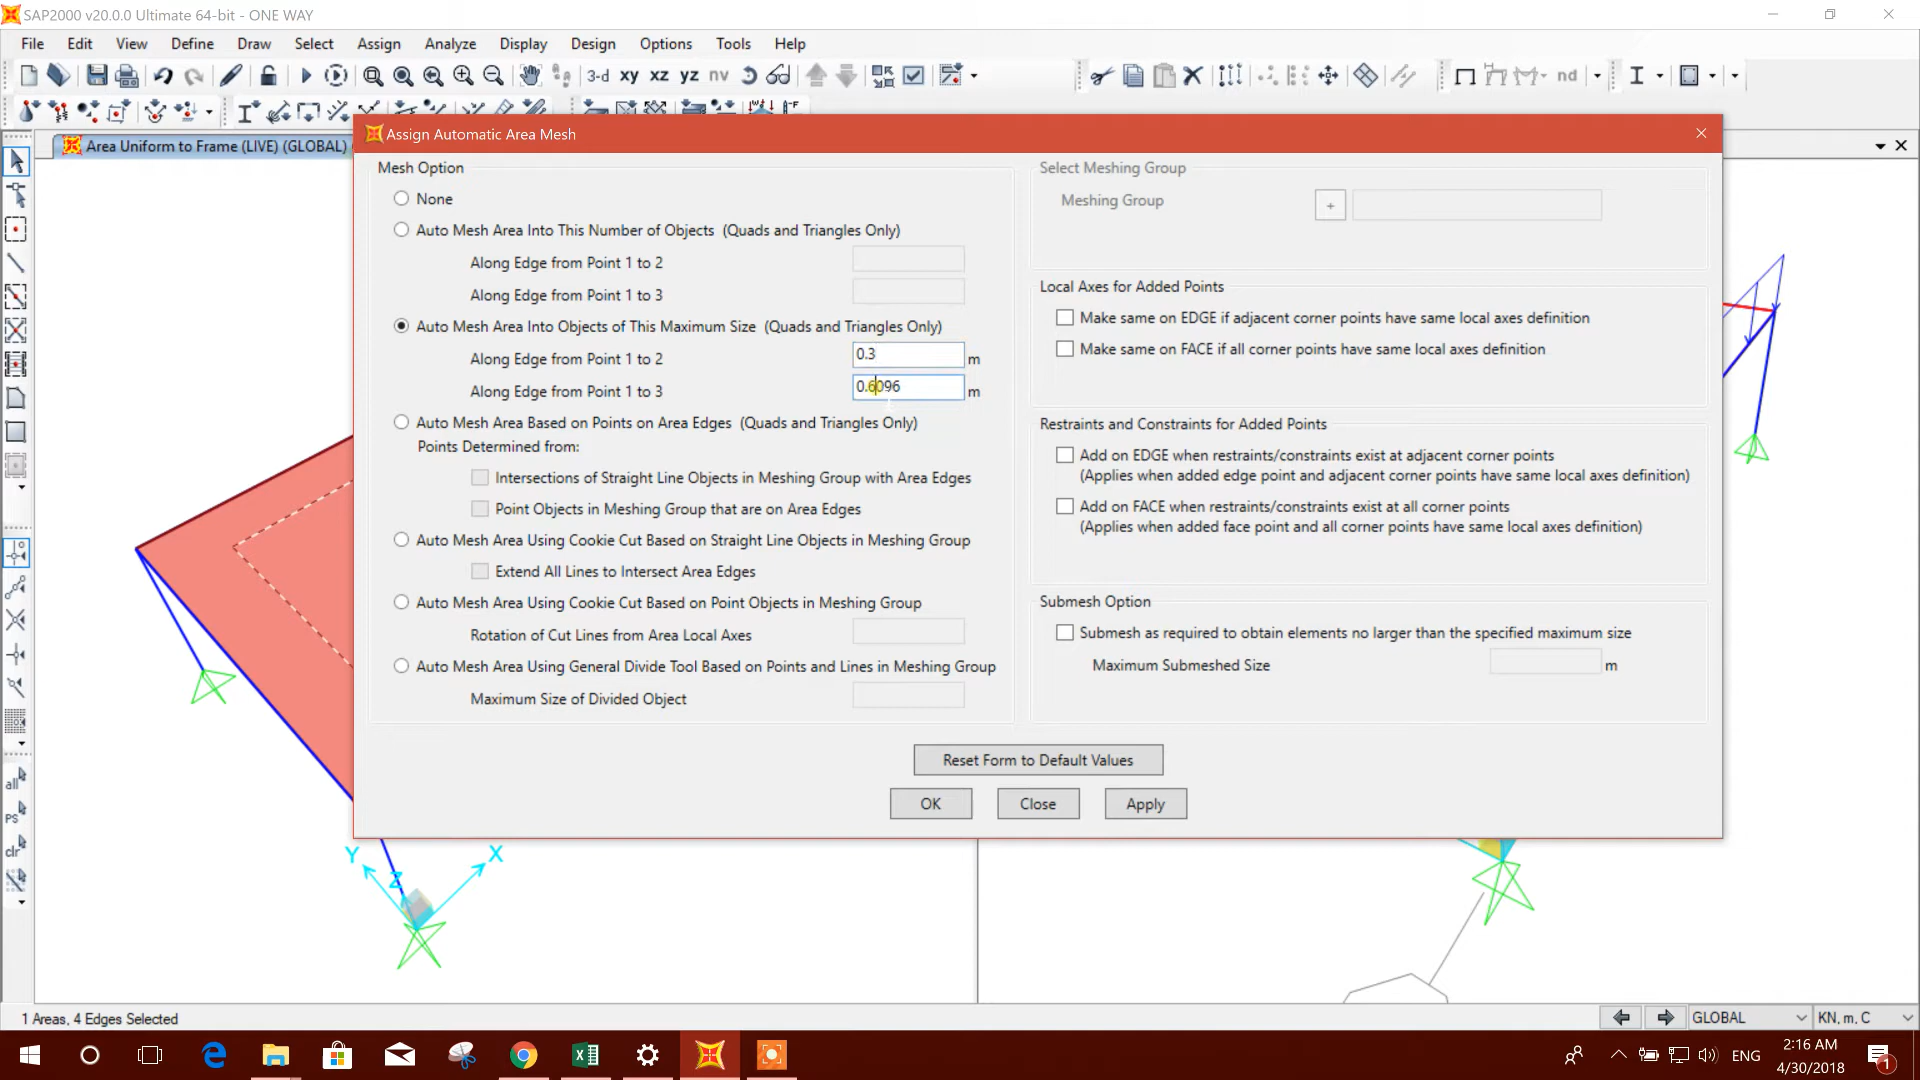 SAP2000 v20.0.0 Ultimate 64-bit - ONE WAY
File Edit View Define Draw Select Assign Analyze Display Design Options Tools Help
3-d xy xz yz nv nd
Area Uniform to Frame (LIVE) (GLOBAL)
Assign Automatic Area Mesh
Mesh Option
None
Auto Mesh Area Into This Number of Objects (Quads and Triangles Only)
Along Edge from Point 1 to 2
Along Edge from Point 1 to 3
Auto Mesh Area Into Objects of This Maximum Size (Quads and Triangles Only)
Along Edge from Point 1 to 2 0.3 m
Along Edge from Point 1 to 3 0.6096 m
Auto Mesh Area Based on Points on Area Edges (Quads and Triangles Only)
Points Determined from:
Intersections of Straight Line Objects in Meshing Group with Area Edges
Point Objects in Meshing Group that are on Area Edges
Auto Mesh Area Using Cookie Cut Based on Straight Line Objects in Meshing Group
Extend All Lines to Intersect Area Edges
Auto Mesh Area Using Cookie Cut Based on Point Objects in Meshing Group
Rotation of Cut Lines from Area Local Axes
Auto Mesh Area Using General Divide Tool Based on Points and Lines in Meshing Group
Maximum Size of Divided Object
Select Meshing Group
Meshing Group +
Local Axes for Added Points
Make same on EDGE if adjacent corner points have same local axes definition
Make same on FACE if all corner points have same local axes definition
Restraints and Constraints for Added Points
Add on EDGE when restraints/constraints exist at adjacent corner points
(Applies when added edge point and adjacent corner points have same local axes definition)
Add on FACE when restraints/constraints exist at all corner points
(Applies when added face point and all corner points have same local axes definition)
Submesh Option
Submesh as required to obtain elements no larger than the specified maximum size
Maximum Submeshed Size m
Reset Form to Default Values
OK Close Apply
all
PS
clr
Y X
Z
1 Areas, 4 Edges Selected
GLOBAL KN, m, C
ENG
2:16 AM
4/30/2018
1